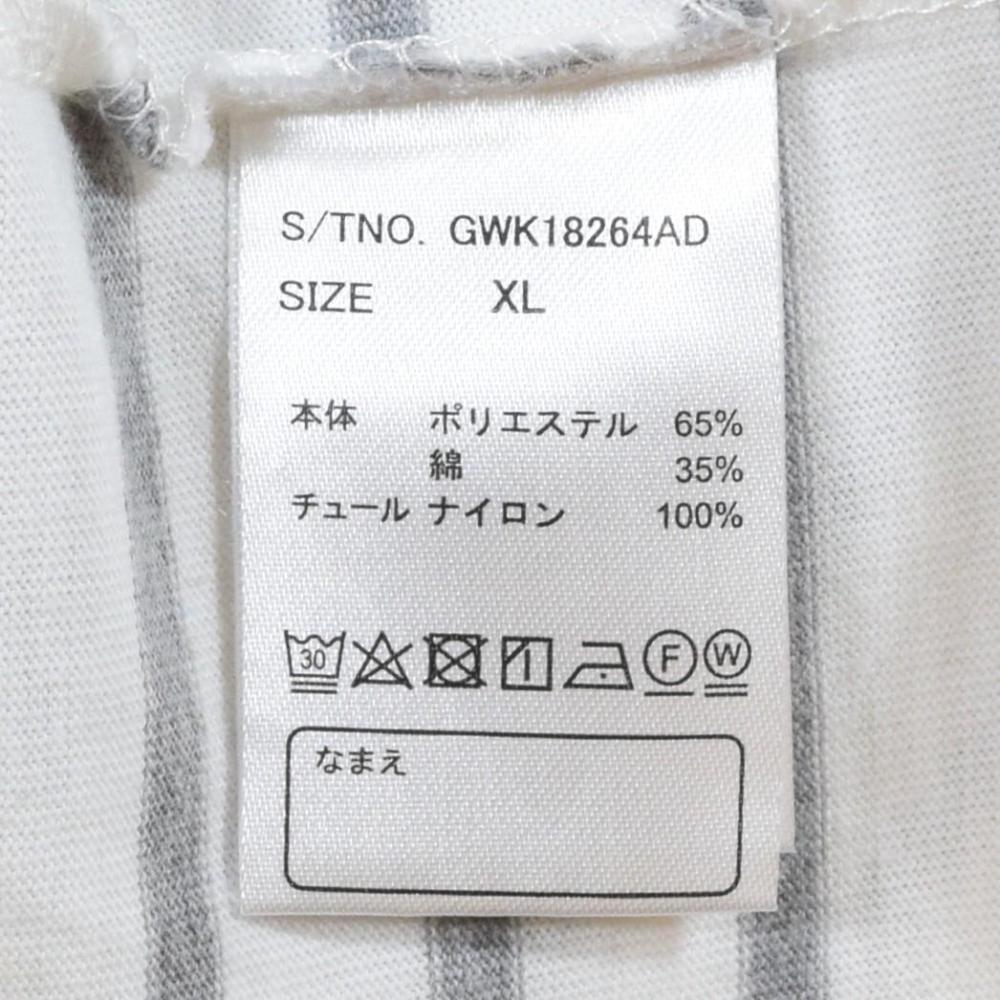 S/TNO. GWK18264AD
SIZE XL
本体 ポリエステル 65%
綿 35%
チュール ナイロン 100%
30 F W
なまえ